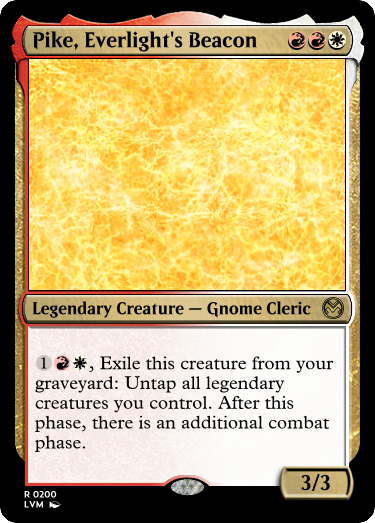 Pike, Everlight's Beacon
Legendary Creature — Gnome Cleric
1, Exile this creature from your
graveyard: Untap all legendary
creatures you control. After this
phase, there is an additional combat
phase.
3/3
R 0200
LVM